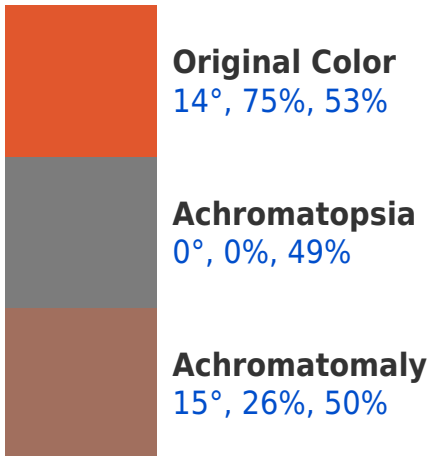 Original Color
14°, 75%, 53%
Achromatopsia
0°, 0%, 49%
Achromatomaly
15°, 26%, 50%